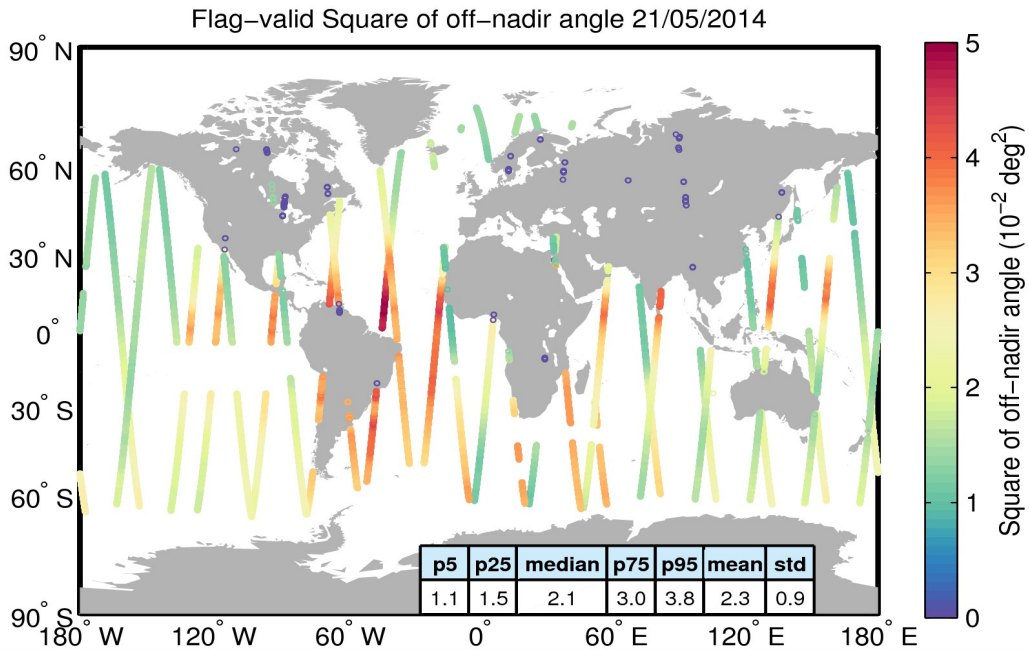 Flag−valid Square of off−nadir angle 21/05/2014
90° N
60° N
30° N
0°
30° S
60° S
90° S
180° W
120° W
60° W
0°
60° E
120° E
180° E
p5 p25 median p75 p95 mean std
1.1 1.5 2.1 3.0 3.8 2.3 0.9
5
4
3
2
1
0
Square of off−nadir angle (10⁻² deg²)